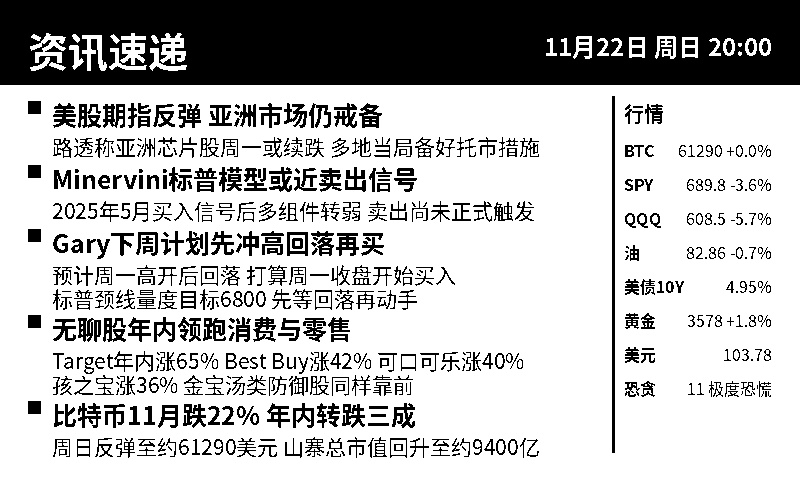 资讯速递
11月22日 周日 20:00
美股期指反弹 亚洲市场仍戒备
路透称亚洲芯片股周一或续跌 多地当局备好托市措施
Minervini标普模型或近卖出信号
2025年5月买入信号后多组件转弱 卖出尚未正式触发
Gary下周计划先冲高回落再买
预计周一高开后回落 打算周一收盘开始买入
标普颈线量度目标6800 先等回落再动手
无聊股年内领跑消费与零售
Target年内涨65% Best Buy涨42% 可口可乐涨40%
孩之宝涨36% 金宝汤类防御股同样靠前
比特币11月跌22% 年内转跌三成
周日反弹至约61290美元 山寨总市值回升至约9400亿
行情
BTC 61290 +0.0%
SPY 689.8 -3.6%
QQQ 608.5 -5.7%
油 82.86 -0.7%
美债10Y 4.95%
黄金 3578 +1.8%
美元 103.78
恐贪 11 极度恐慌